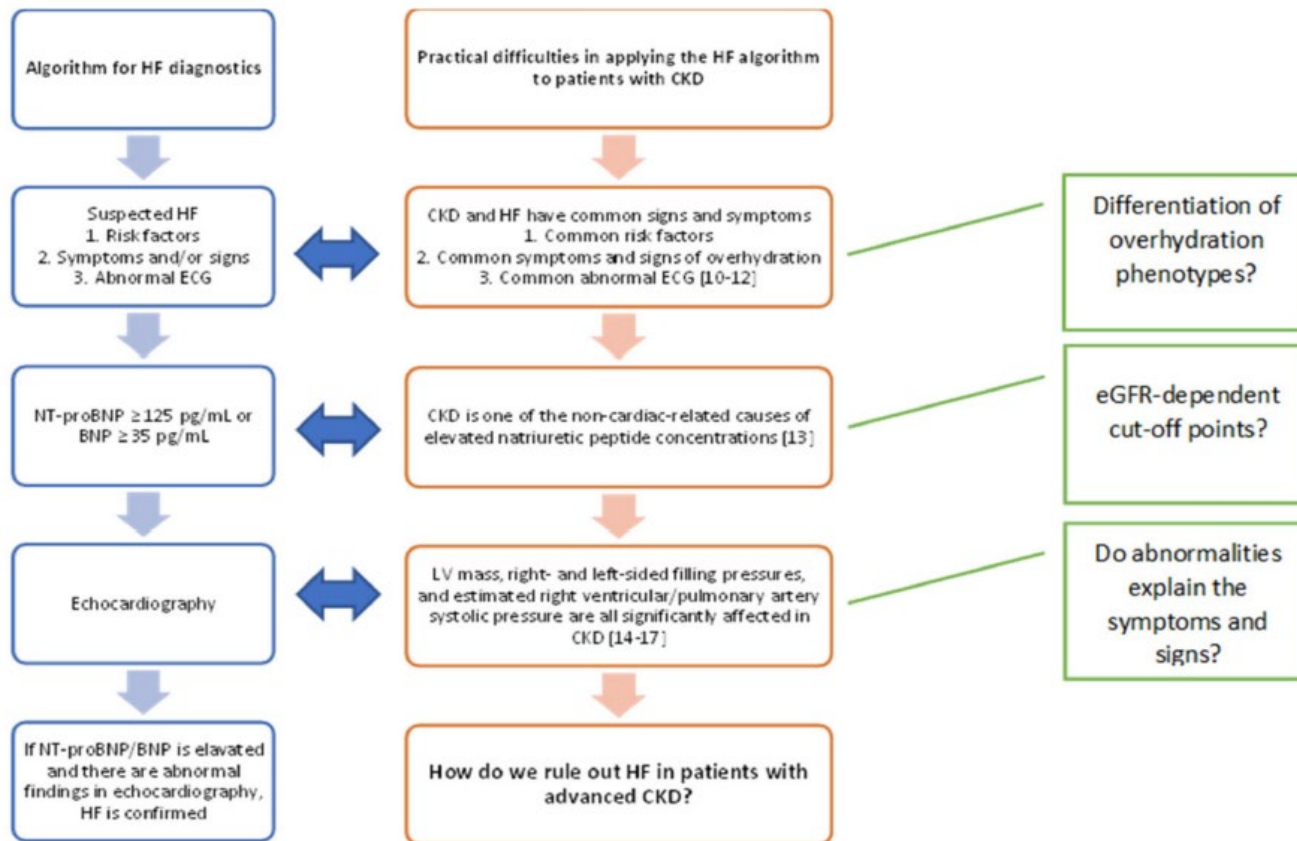 Algorithm for HF diagnostics
Practical difficulties in applying the HF algorithm
to patients with CKD
Suspected HF
1. Risk factors
2. Symptoms and/or signs
3. Abnormal ECG
CKD and HF have common signs and symptoms
1. Common risk factors
2. Common symptoms and signs of overhydration
3. Common abnormal ECG [10-12]
Differentiation of
overhydration
phenotypes?
NT-proBNP ≥125 pg/mL or
BNP ≥35 pg/mL
CKD is one of the non-cardiac-related causes of
elevated natriuretic peptide concentrations [13]
eGFR-dependent
cut-off points?
Echocardiography
LV mass, right- and left-sided filling pressures,
and estimated right ventricular/pulmonary artery
systolic pressure are all significantly affected in
CKD [14-17]
Do abnormalities
explain the
symptoms and
signs?
If NT-proBNP/BNP is elavated
and there are abnormal
findings in echocardiography,
HF is confirmed
How do we rule out HF in patients with
advanced CKD?